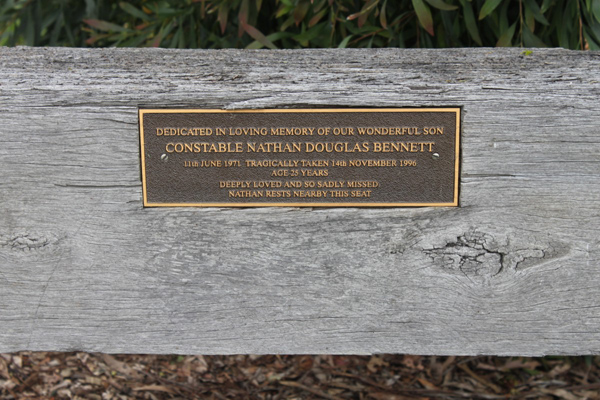 DEDICATED IN LOVING MEMORY OF OUR WONDERFUL SON
CONSTABLE NATHAN DOUGLAS BENNETT
11th JUNE 1971 TRAGICALLY TAKEN 14th NOVEMBER 1996
AGE 25 YEARS
DEEPLY LOVED AND SO SADLY MISSED
NATHAN RESTS NEARBY THIS SEAT